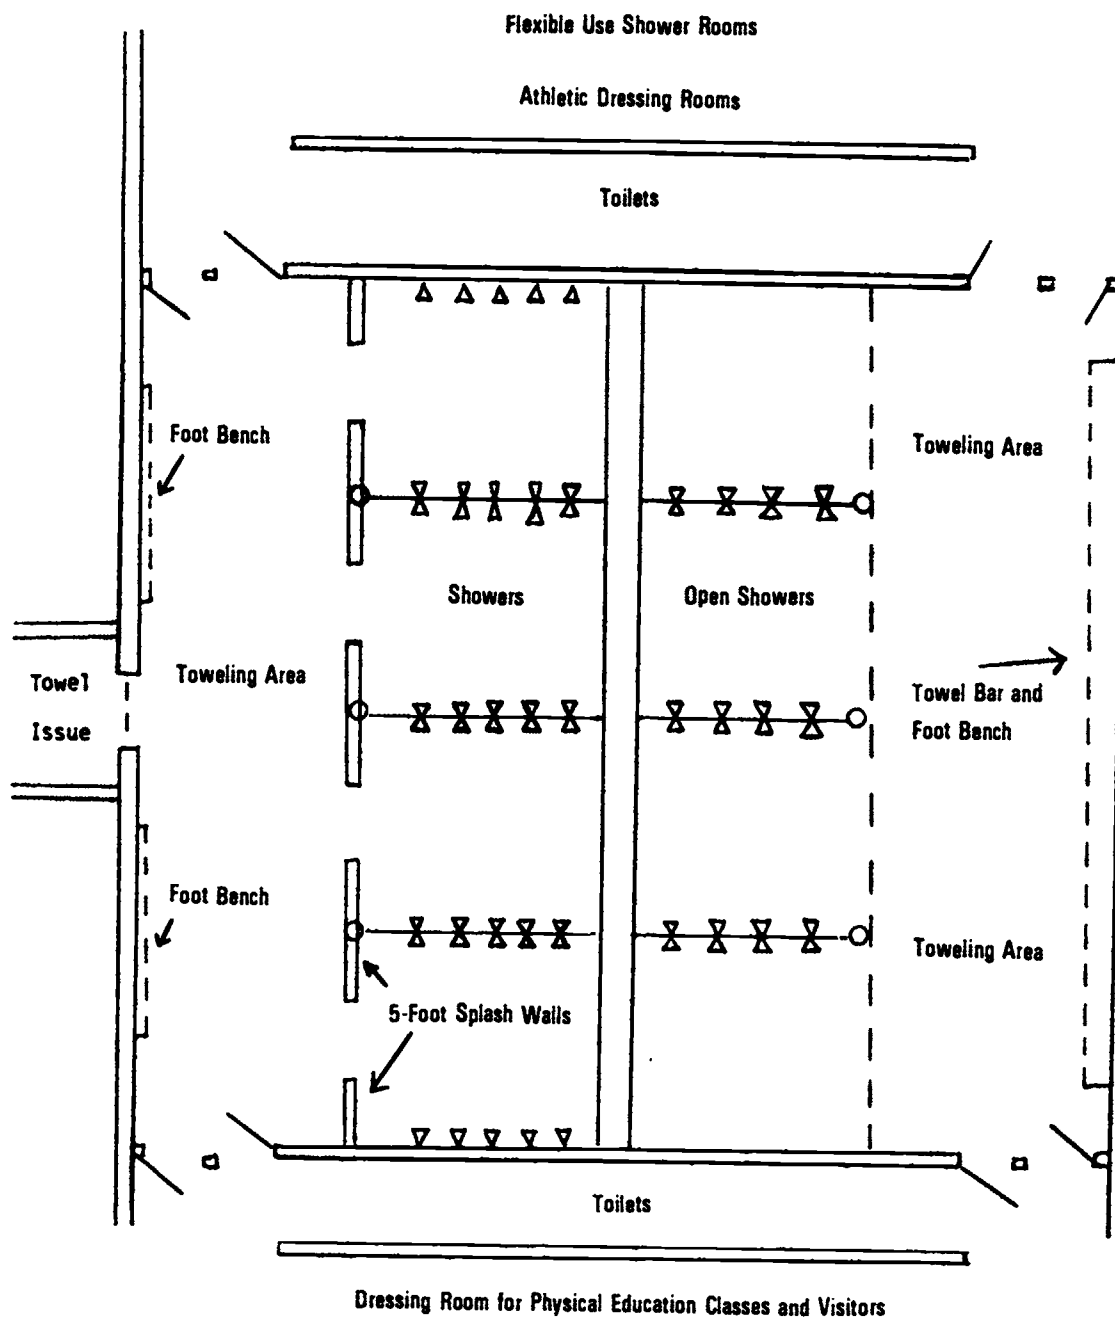 Flexible Use Shower Rooms
Athletic Dressing Rooms
Toilets
Foot Bench
Toweling Area
Showers
Open Showers
Towel
Issue
Toweling Area
Towel Bar and
Foot Bench
Foot Bench
Toweling Area
5-Foot Splash Walls
Toilets
Dressing Room for Physical Education Classes and Visitors